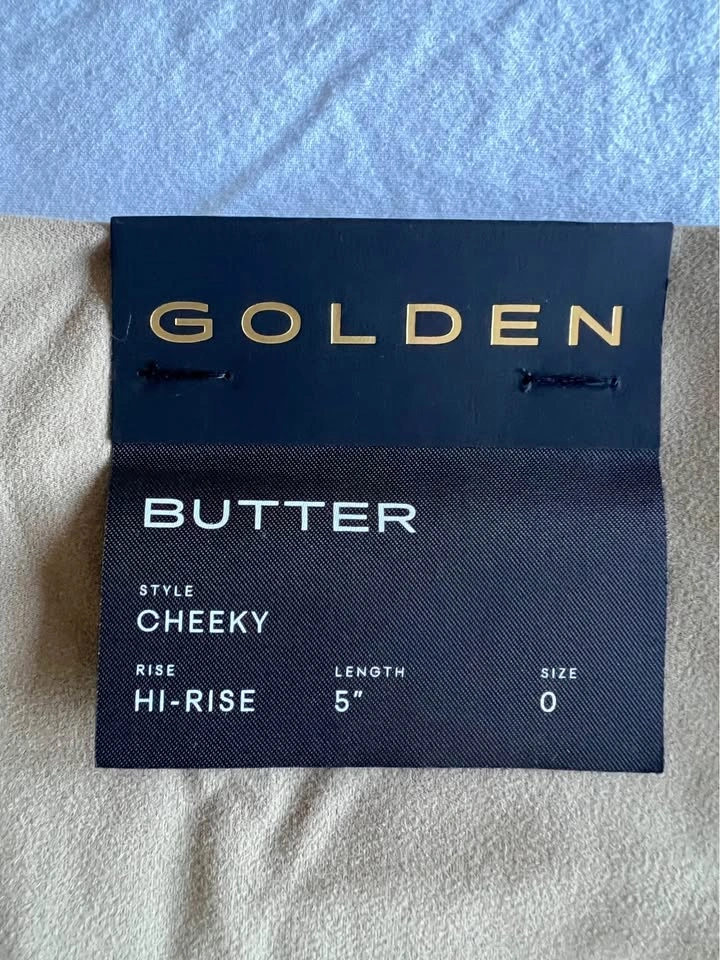 GOLDEN
BUTTER
STYLE
CHEEKY
RISE LENGTH SIZE
HI-RISE 5" 0